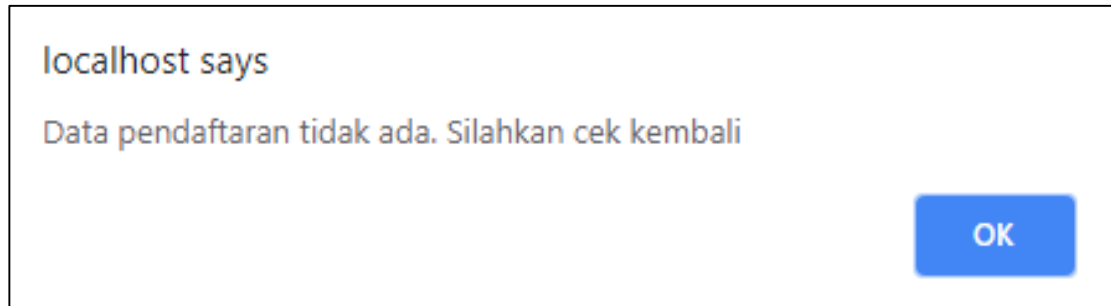 localhost says
Data pendaftaran tidak ada. Silahkan cek kembali
OK